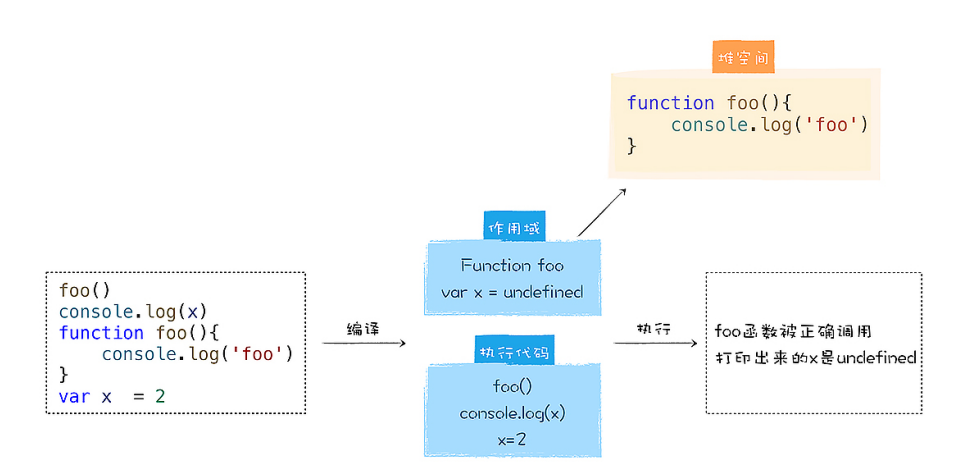 堆空间
function foo(){
    console.log('foo')
}
作用域
Function foo
var x = undefined
foo()
console.log(x)
function foo(){
    console.log('foo')
}
var x  = 2
编译
执行代码
foo()
console.log(x)
x=2
执行
foo函数被正确调用
打印出来的x是undefined